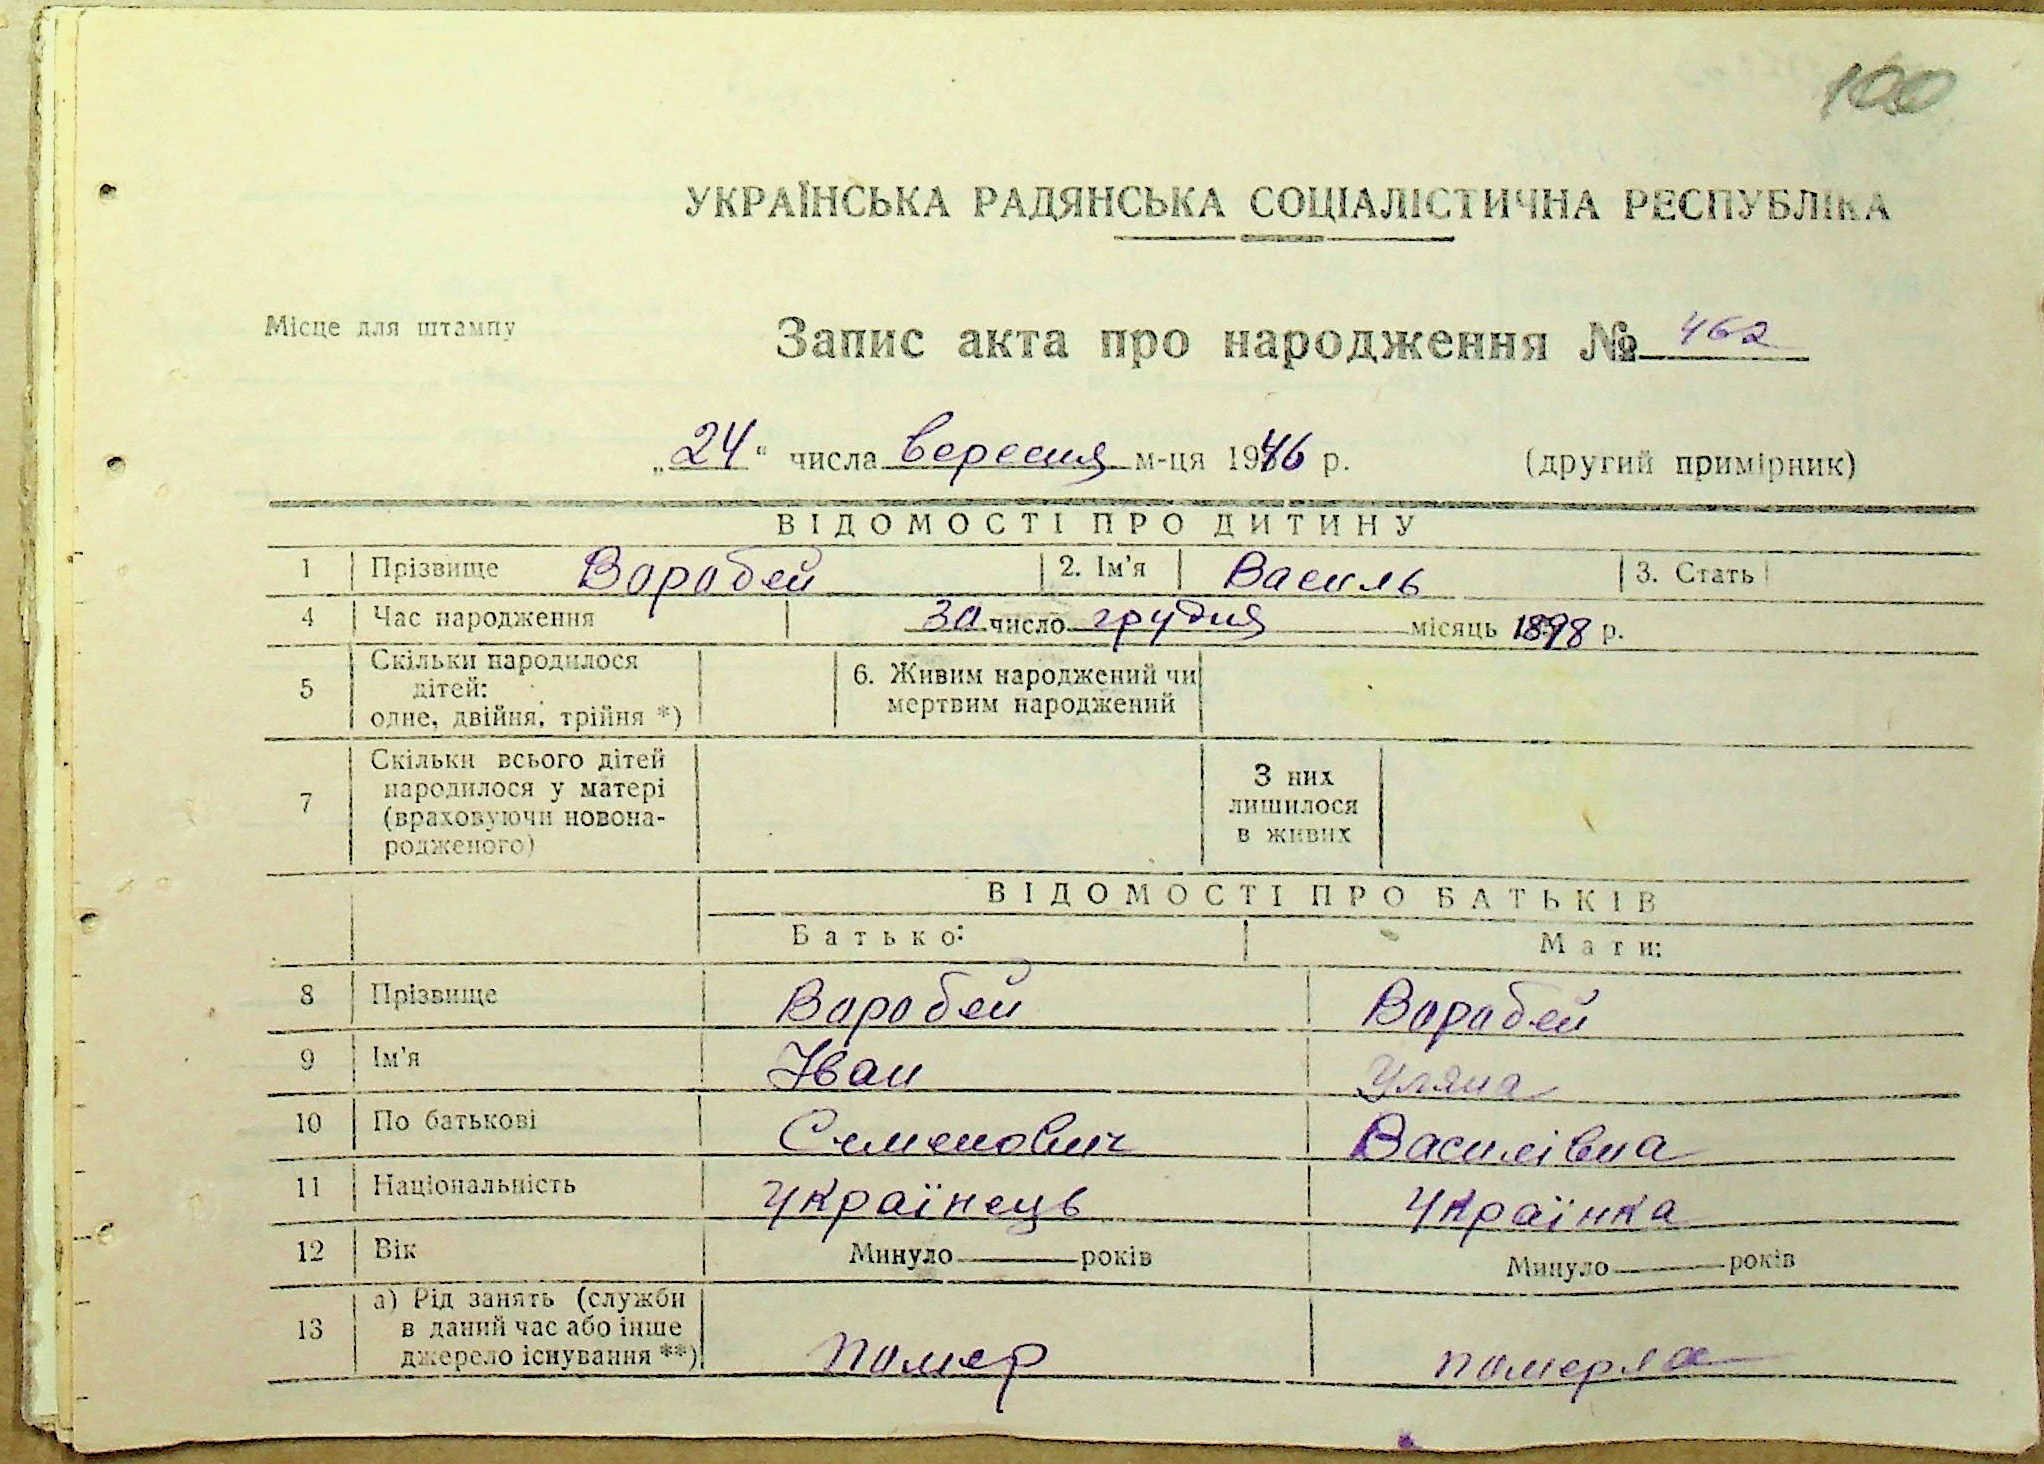 100
УКРАЇНСЬКА РАДЯНСЬКА СОЦІАЛІСТИЧНА РЕСПУБЛІКА
Місце для штампу
Запис акта про народження № 462
„24“ числа вересня м-ця 1946 р. (другий примірник)
ВІДОМОСТІ ПРО ДИТИНУ
1 Прізвище Воробей 2. Ім'я Василь 3. Стать
4 Час народження 30 число грудня місяць 1898 р.
5 Скільки народилося дітей: одне, двійня, трійня *) 6. Живим народжений чи мертвим народжений
7 Скільки всього дітей народилося у матері (враховуючи новонародженого) З них лишилося в живих
ВІДОМОСТІ ПРО БАТЬКІВ
Батько: Мати:
8 Прізвище Воробей Воробей
9 Ім'я Іван Уляна
10 По батькові Семенович Василівна
11 Національність Українець Українка
12 Вік Минуло років Минуло років
13 а) Рід занять (служби в даний час або інше джерело існування **) помер померла